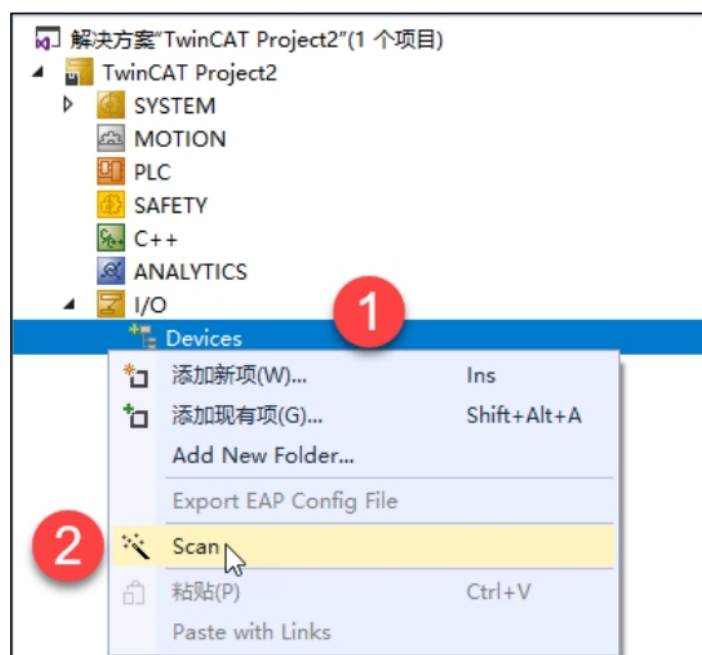 解决方案"TwinCAT Project2"(1 个项目)
TwinCAT Project2
SYSTEM
MOTION
PLC
SAFETY
C++
ANALYTICS
I/O
1
Devices
添加新项(W)... Ins
添加现有项(G)... Shift+Alt+A
Add New Folder...
Export EAP Config File
2
Scan
粘贴(P) Ctrl+V
Paste with Links